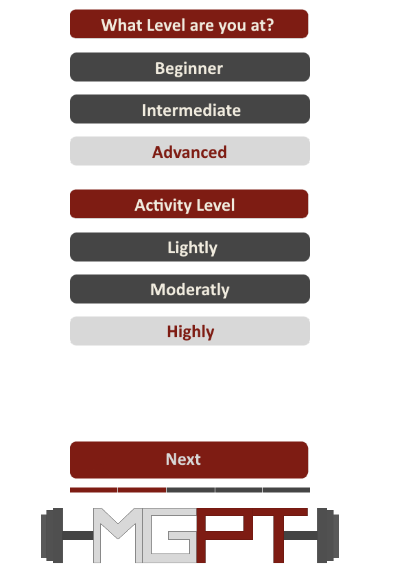 What Level are you at?
Beginner
Intermediate
Advanced
Activity Level
Lightly
Moderatly
Highly
Next
MGPT